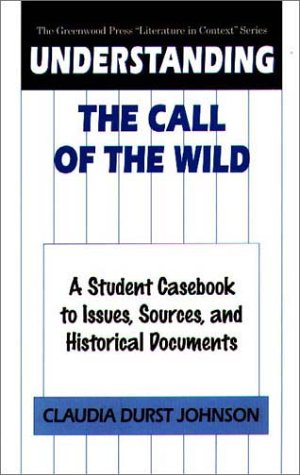 The Greenwood Press "Literature in Context" Series
UNDERSTANDING
THE CALL
OF THE WILD
A Student Casebook
to Issues, Sources, and
Historical Documents
CLAUDIA DURST JOHNSON